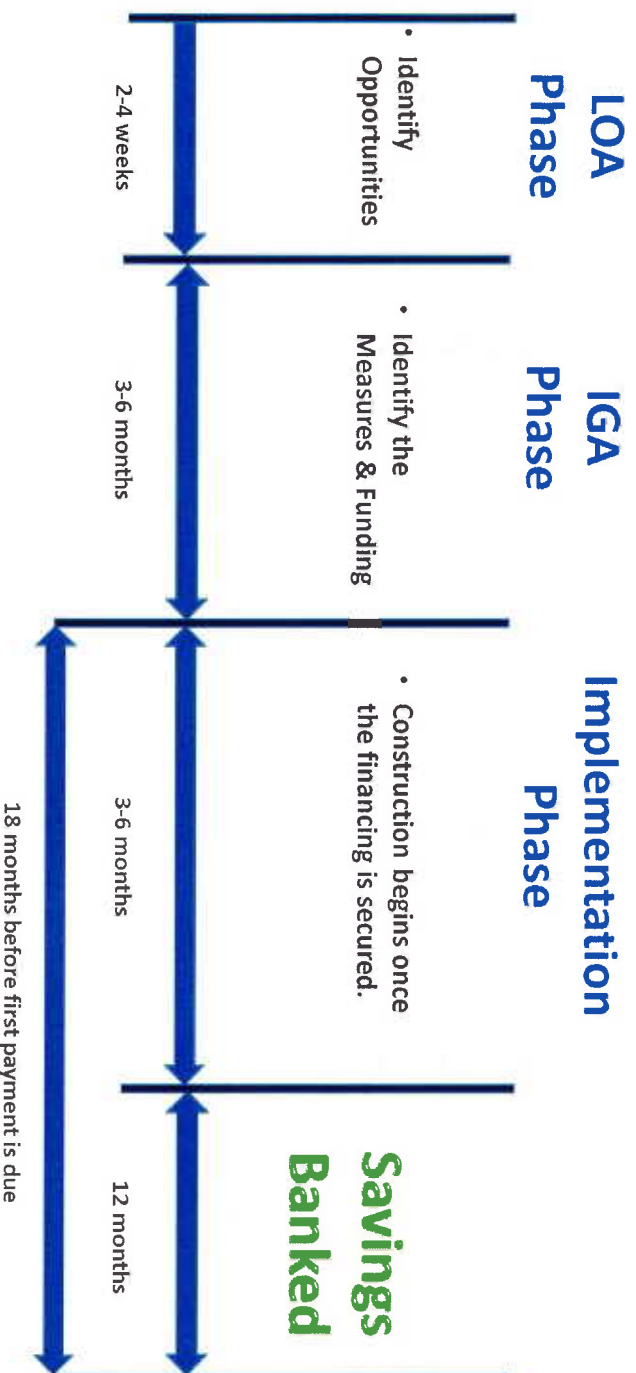 LOA
Phase
• Identify
Opportunities
2-4 weeks
IGA
Phase
• Identify the
Measures & Funding
3-6 months
Implementation
Phase
• Construction begins once
the financing is secured.
3-6 months
Savings
Banked
12 months
18 months before first payment is due